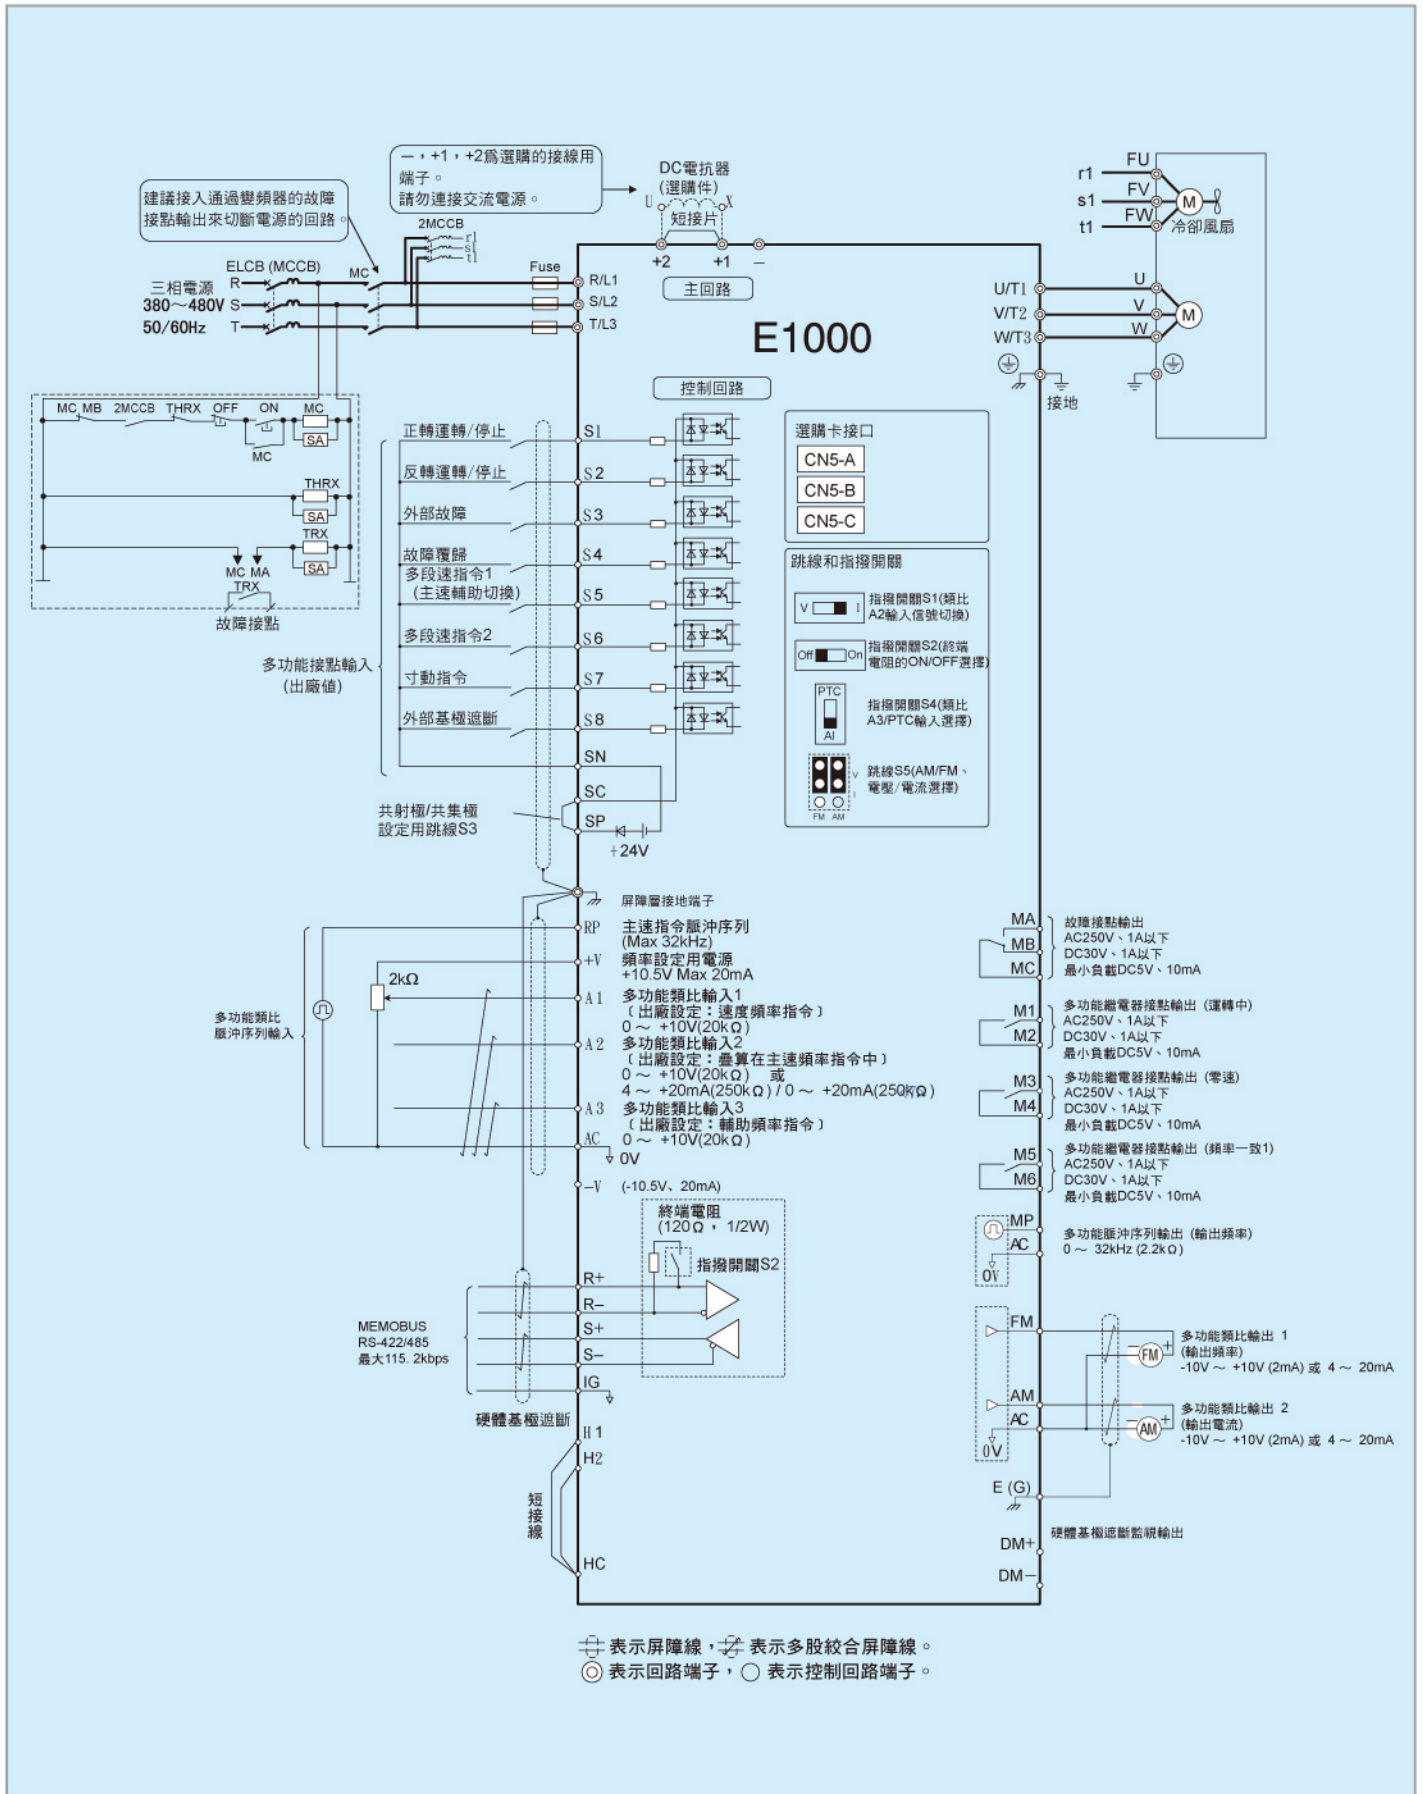 一，+1，+2爲選購的接線用
端子。
請勿連接交流電源。
建議接入通過變頻器的故障
接點輸出來切斷電源的回路。
DC電抗器
(選購件)
U X
短接片
+2 +1 −
主回路
2MCCB
r1
s1
t1
ELCB (MCCB)
MC
Fuse
三相電源
380～480V
50/60Hz
R
S
T
R/L1
S/L2
T/L3
E1000
FU
r1
FV
s1
FW
t1
M
冷卻風扇
U/T1
V/T2
W/T3
U
V
W
M
接地
MC MB 2MCCB THRX OFF ON MC
SA
MC
THRX
SA
TRX
SA
MC MA
TRX
故障接點
控制回路
正轉運轉/停止 S1
反轉運轉/停止 S2
外部故障 S3
故障覆歸 S4
多段速指令1
(主速輔助切換) S5
多段速指令2 S6
寸動指令 S7
外部基極遮斷 S8
多功能接點輸入
(出廠值)
SN
SC
SP
+24V
共射極/共集極
設定用跳線S3
選購卡接口
CN5-A
CN5-B
CN5-C
跳線和指撥開關
V I
指撥開關S1(類比
A2輸入信號切換)
Off On
指撥開關S2(終端
電阻的ON/OFF選擇)
PTC
AI
指撥開關S4(類比
A3/PTC輸入選擇)
V
I
FM AM
跳線S5(AM/FM、
電壓/電流選擇)
屏障層接地端子
RP 主速指令脈沖序列
(Max 32kHz)
+V 頻率設定用電源
+10.5V Max 20mA
2kΩ
A1 多功能類比輸入1
〔出廠設定：速度頻率指令〕
0 ～ +10V(20kΩ)
A2 多功能類比輸入2
〔出廠設定：疊算在主速頻率指令中〕
0 ～ +10V(20kΩ) 或
4 ～ +20mA(250kΩ) / 0 ～ +20mA(250kΩ)
A3 多功能類比輸入3
〔出廠設定：輔助頻率指令〕
0 ～ +10V(20kΩ)
AC
0V
-V (-10.5V、20mA)
多功能類比
脈沖序列輸入
終端電阻
(120Ω， 1/2W)
指撥開關S2
R+
R−
S+
S−
IG
MEMOBUS
RS-422/485
最大115. 2kbps
硬體基極遮斷
H1
H2
HC
短接線
MA
MB
MC
故障接點輸出
AC250V、1A以下
DC30V、1A以下
最小負載DC5V、10mA
M1
M2
多功能繼電器接點輸出 (運轉中)
AC250V、1A以下
DC30V、1A以下
最小負載DC5V、10mA
M3
M4
多功能繼電器接點輸出 (零速)
AC250V、1A以下
DC30V、1A以下
最小負載DC5V、10mA
M5
M6
多功能繼電器接點輸出 (頻率一致1)
AC250V、1A以下
DC30V、1A以下
最小負載DC5V、10mA
MP
AC
0V
多功能脈沖序列輸出 (輸出頻率)
0 ～ 32kHz (2.2kΩ)
FM
FM
− +
多功能類比輸出 1
(輸出頻率)
-10V ～ +10V (2mA) 或 4 ～ 20mA
AM
AC
0V
AM
− +
多功能類比輸出 2
(輸出電流)
-10V ～ +10V (2mA) 或 4 ～ 20mA
E (G)
硬體基極遮斷監視輸出
DM+
DM−
表示屏障線， 表示多股絞合屏障線。
表示回路端子， 表示控制回路端子。